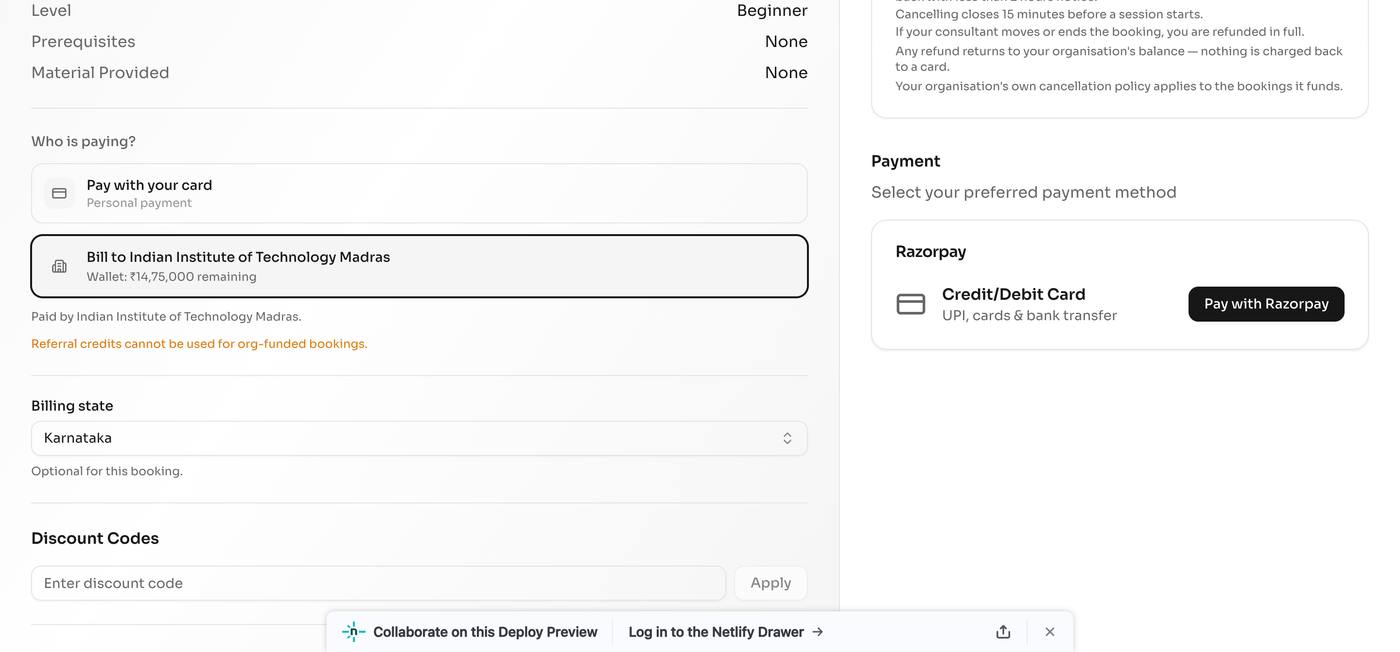 Level
Beginner
Prerequisites
None
Material Provided
None
Who is paying?
Pay with your card
Personal payment
Bill to Indian Institute of Technology Madras
Wallet: ₹14,75,000 remaining
Paid by Indian Institute of Technology Madras.
Referral credits cannot be used for org-funded bookings.
Billing state
Karnataka
Optional for this booking.
Discount Codes
Enter discount code
Apply
Cancelling closes 15 minutes before a session starts.
If your consultant moves or ends the booking, you are refunded in full.
Any refund returns to your organisation's balance — nothing is charged back
to a card.
Your organisation's own cancellation policy applies to the bookings it funds.
Payment
Select your preferred payment method
Razorpay
Credit/Debit Card
UPI, cards & bank transfer
Pay with Razorpay
Collaborate on this Deploy Preview
Log in to the Netlify Drawer →